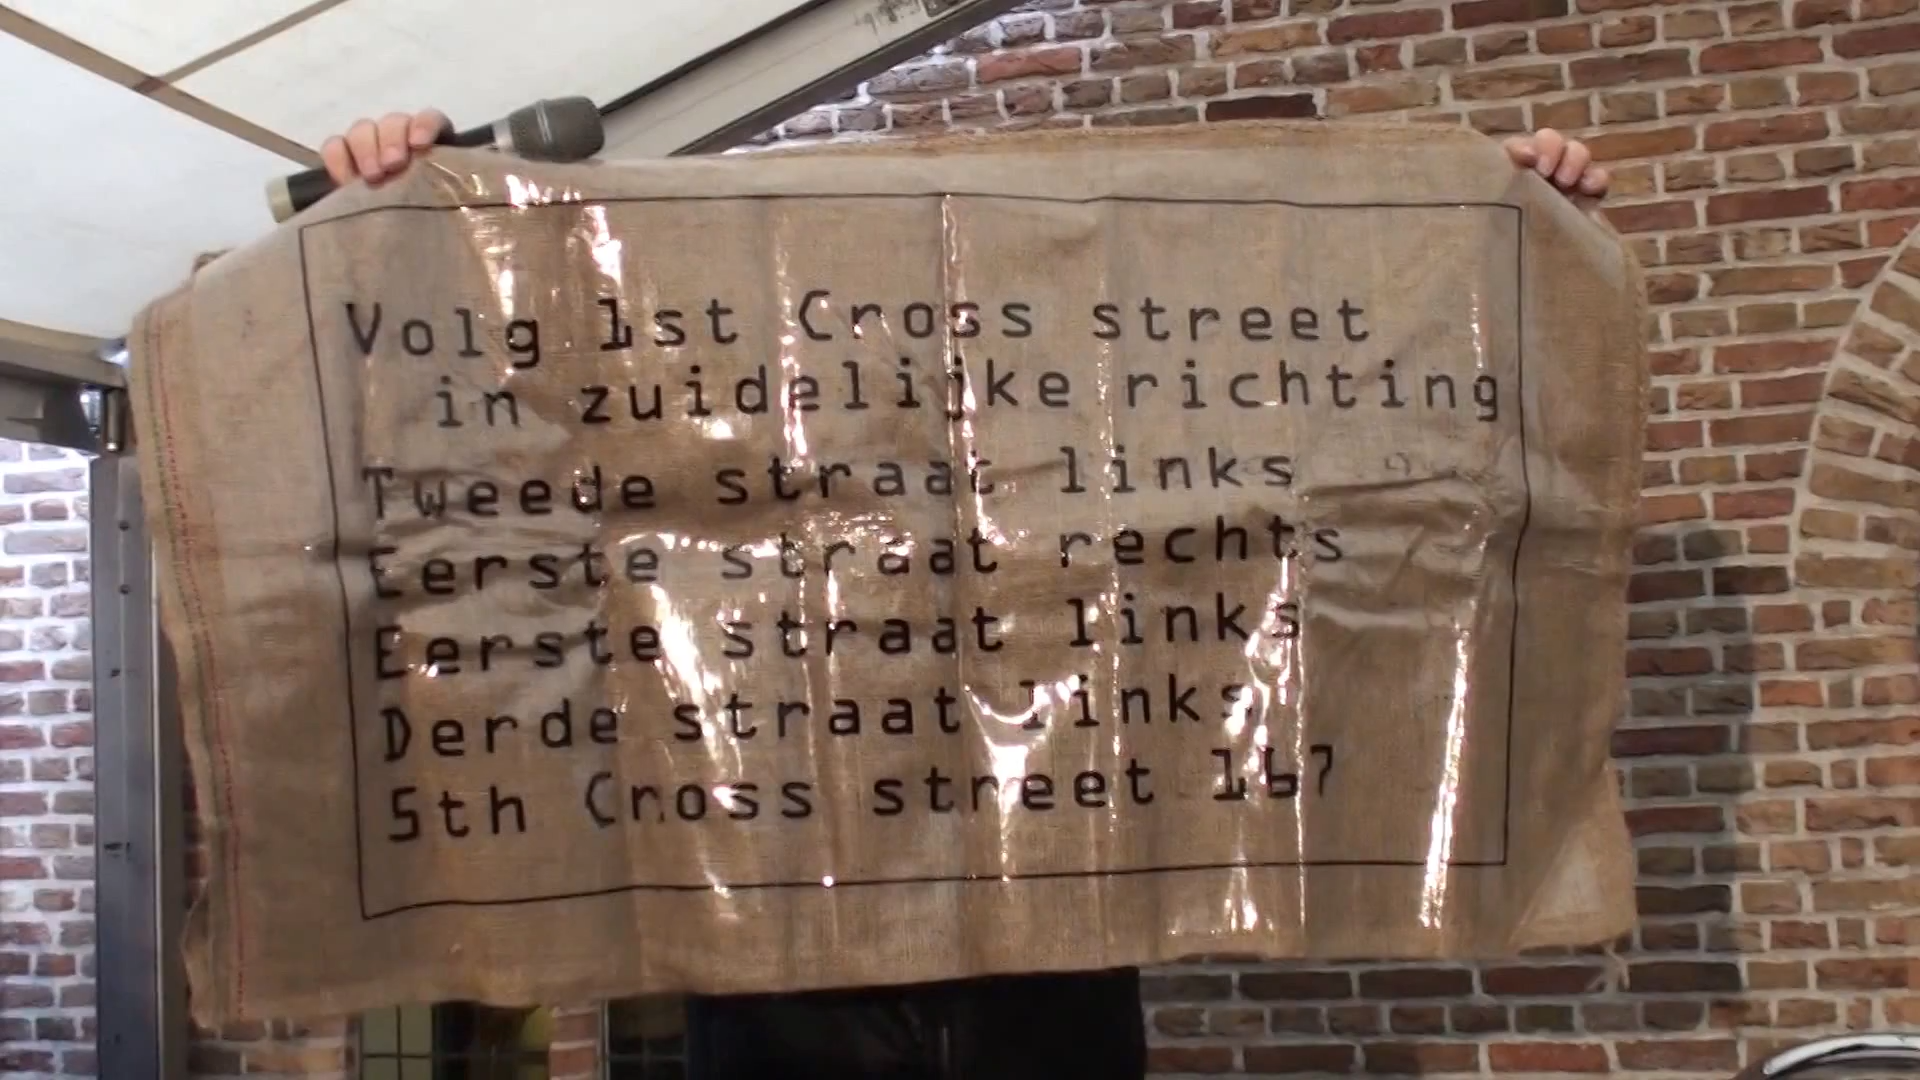 Volg 1st Cross street
in zuidelijke richting
Tweede straat links
Eerste straat rechts
Eerste straat links
Derde straat links
5th Cross street 167